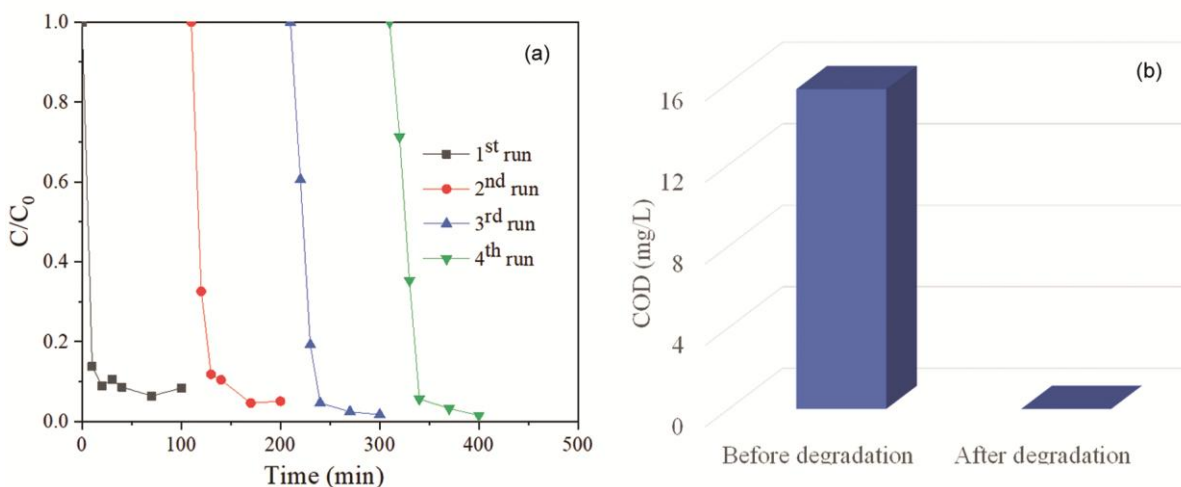 (a)
1.0
0.8
0.6
0.4
0.2
0.0
C/C0
1st run
2nd run
3rd run
4th run
0 100 200 300 400 500
Time (min)
(b)
16
12
8
4
0
COD (mg/L)
Before degradation After degradation